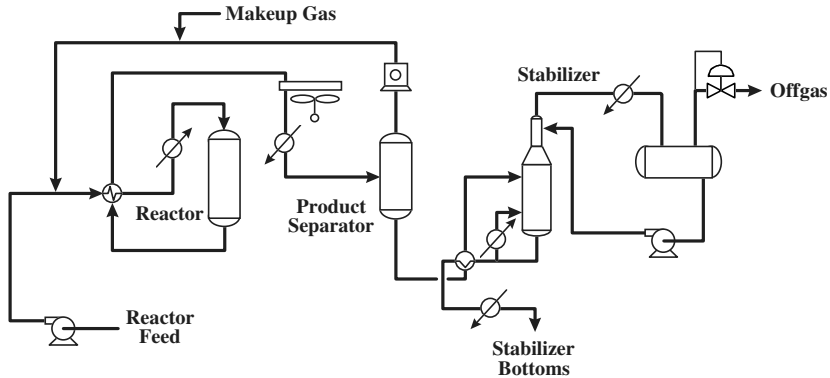 Makeup Gas
Stabilizer
Offgas
Reactor
Product
Separator
Reactor
Feed
Stabilizer
Bottoms